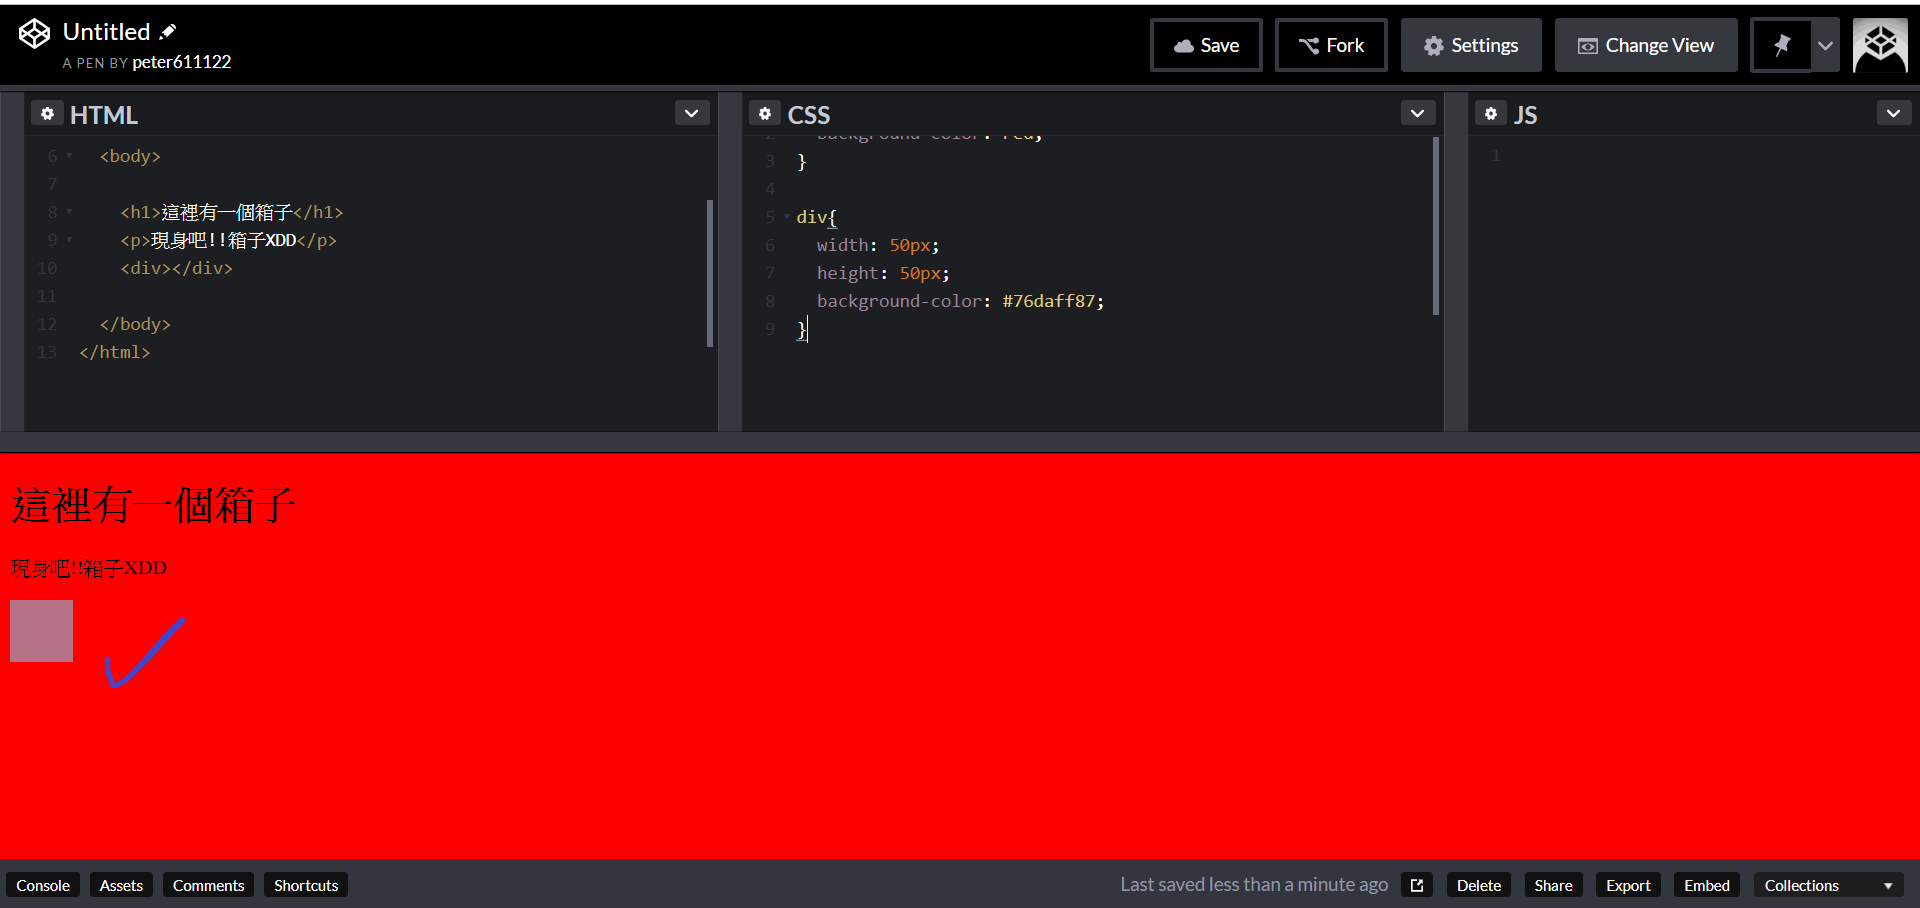 Untitled
A PEN BY peter611122
Save
Fork
Settings
Change View
HTML
6 <body>
7
8 <h1>這裡有一個箱子</h1>
9 <p>現身吧!!箱子XDD</p>
10 <div></div>
11
12 </body>
13 </html>
CSS
2 background-color: red;
3 }
4
5 div{
6 width: 50px;
7 height: 50px;
8 background-color: #76daff87;
9 }
JS
1
這裡有一個箱子
現身吧!!箱子XDD
Console
Assets
Comments
Shortcuts
Last saved less than a minute ago
Delete
Share
Export
Embed
Collections